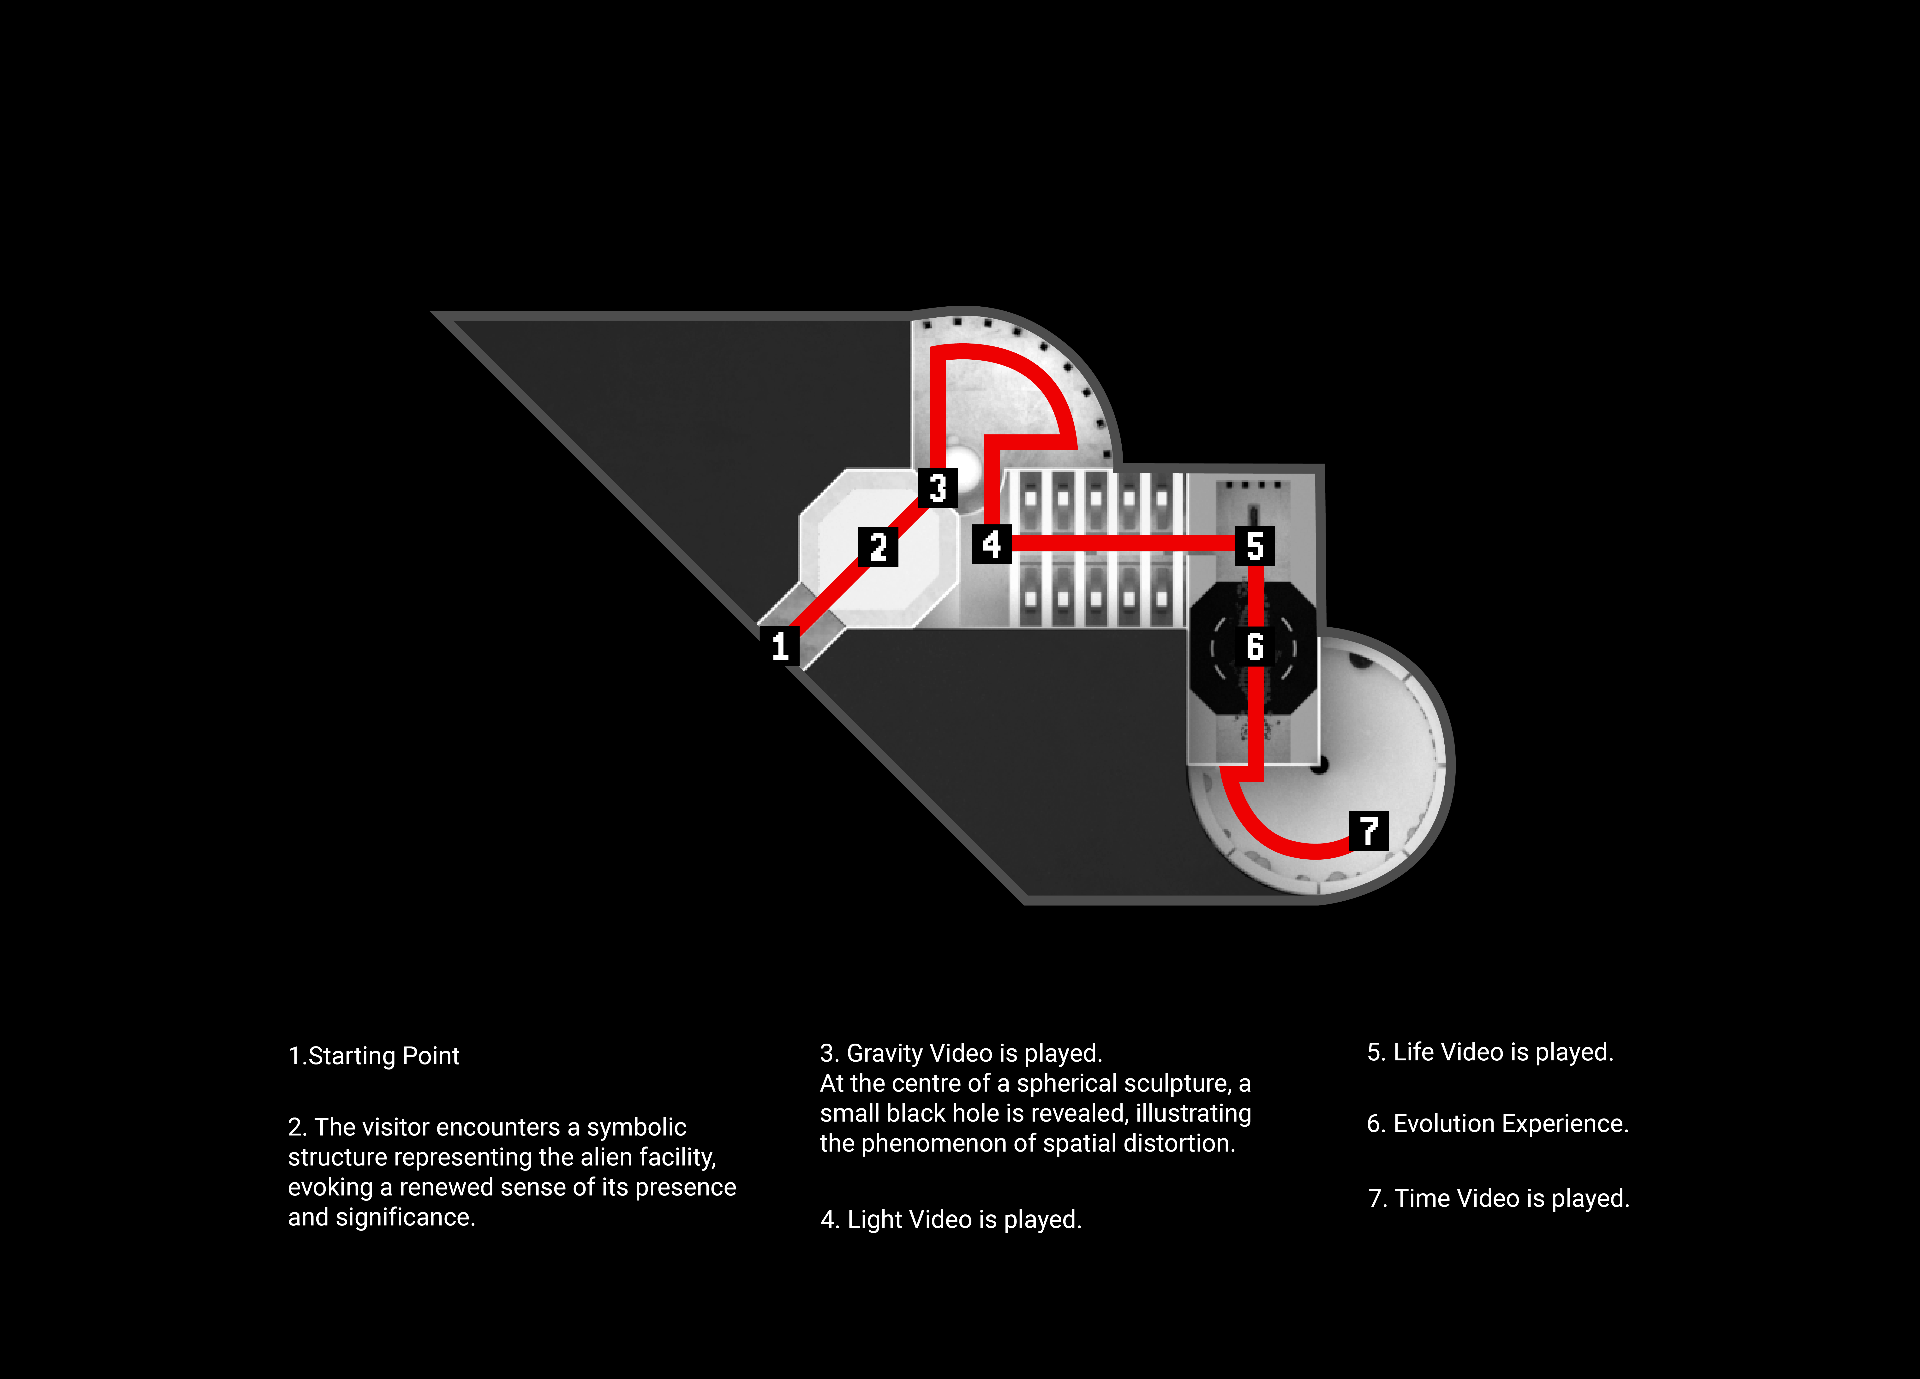 3
2
4
5
1
6
7
1.Starting Point
2. The visitor encounters a symbolic
structure representing the alien facility,
evoking a renewed sense of its presence
and significance.
3. Gravity Video is played.
At the centre of a spherical sculpture, a
small black hole is revealed, illustrating
the phenomenon of spatial distortion.
4. Light Video is played.
5. Life Video is played.
6. Evolution Experience.
7. Time Video is played.